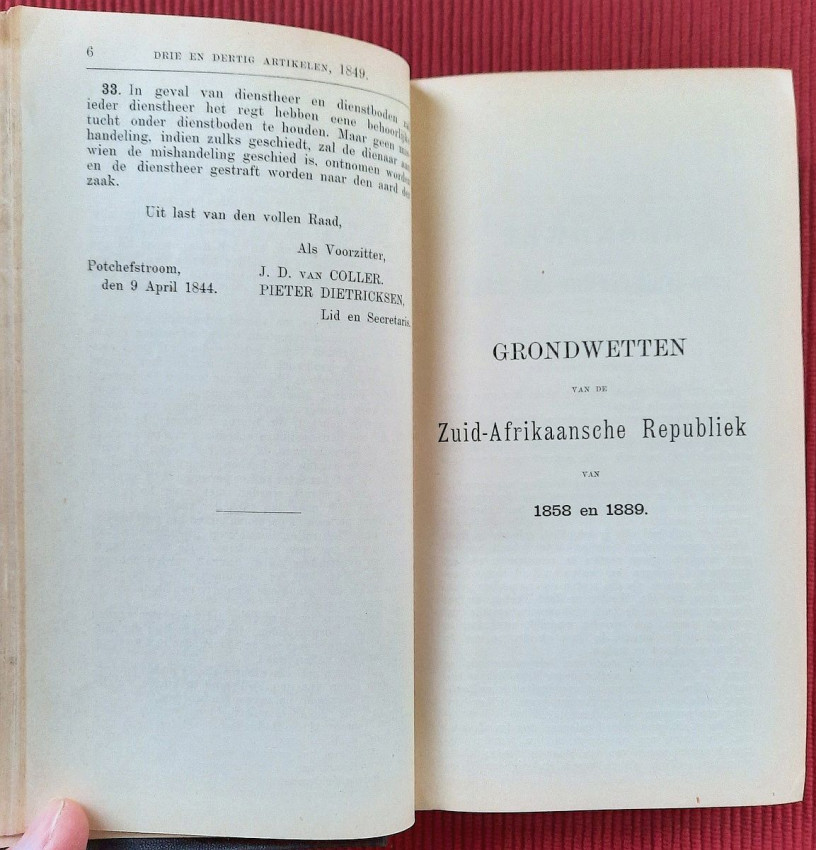 6 DRIE EN DERTIG ARTIKELEN, 1849.
33. In geval van dienstheer en dienstboden
ieder dienstheer het regt hebben eene behoorlijke
tucht onder dienstboden te houden. Maar geen
handeling, indien zulks geschiedt, zal de dienaar
wien de mishandeling geschied is, ontnomen worden
en de dienstheer gestraft worden naar den aard der
zaak.
Uit last van den vollen Raad,
Als Voorzitter,
Potchefstroom, J. D. VAN COLLER.
den 9 April 1844. PIETER DIETRICKSEN,
Lid en Secretaris.
GRONDWETTEN
VAN DE
Zuid-Afrikaansche Republiek
VAN
1858 en 1889.